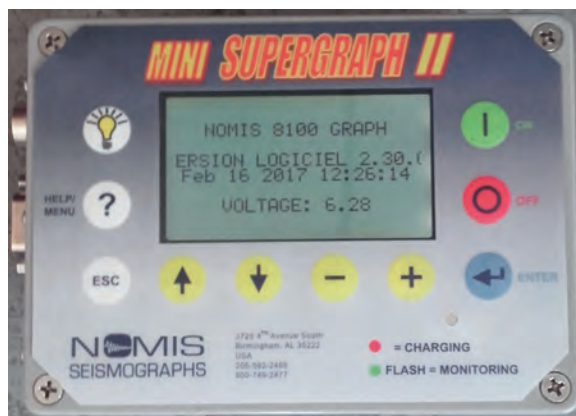 MINI SUPERGRAPH II
NOMIS 8100 GRAPH
ERSION LOGICIEL 2.30.(
Feb 16 2017 12:26:14
VOLTAGE: 6.28
ON
HELP/
MENU
?
OFF
ESC
ENTER
NOMIS
SEISMOGRAPHS
Birmingham, AL 35222
USA
= CHARGING
FLASH = MONITORING